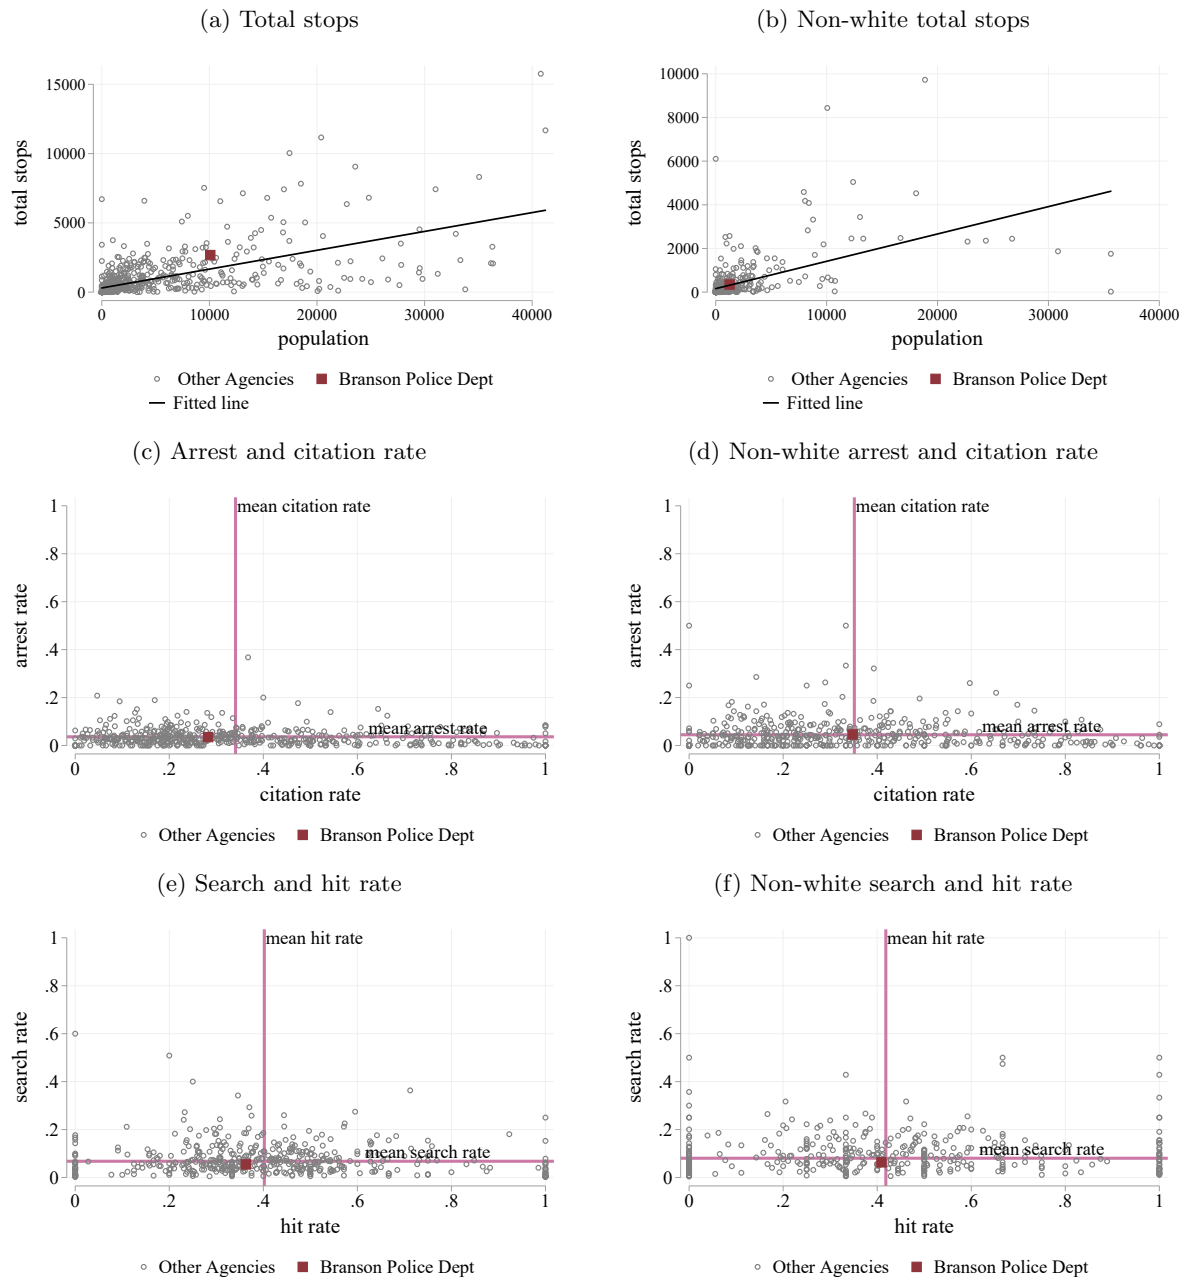 (a) Total stops
(b) Non-white total stops
total stops
15000
10000
5000
0
0 10000 20000 30000 40000
population
Other Agencies Branson Police Dept
Fitted line
total stops
10000
8000
6000
4000
2000
0
0 10000 20000 30000 40000
population
Other Agencies Branson Police Dept
Fitted line
(c) Arrest and citation rate
(d) Non-white arrest and citation rate
arrest rate
1
.8
.6
.4
.2
0
mean citation rate
mean arrest rate
0 .2 .4 .6 .8 1
citation rate
Other Agencies Branson Police Dept
arrest rate
1
.8
.6
.4
.2
0
mean citation rate
mean arrest rate
0 .2 .4 .6 .8 1
citation rate
Other Agencies Branson Police Dept
(e) Search and hit rate
(f) Non-white search and hit rate
search rate
1
.8
.6
.4
.2
0
mean hit rate
mean search rate
0 .2 .4 .6 .8 1
hit rate
Other Agencies Branson Police Dept
search rate
1
.8
.6
.4
.2
0
mean hit rate
mean search rate
0 .2 .4 .6 .8 1
hit rate
Other Agencies Branson Police Dept